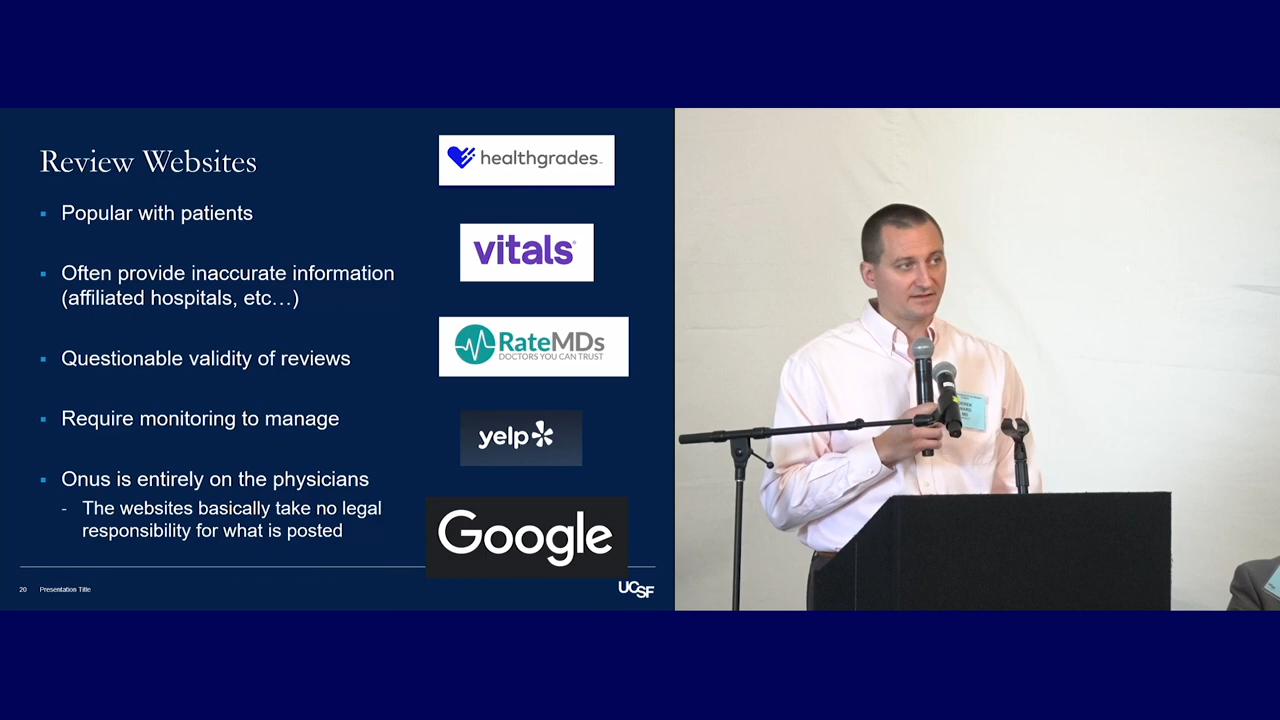 Review Websites
healthgrades
Popular with patients
vitals
Often provide inaccurate information
(affiliated hospitals, etc…)
RateMDs
DOCTORS YOU CAN TRUST
Questionable validity of reviews
Require monitoring to manage
yelp
Onus is entirely on the physicians
- The websites basically take no legal
responsibility for what is posted
Google
20 Presentation Title
UCSF
MD